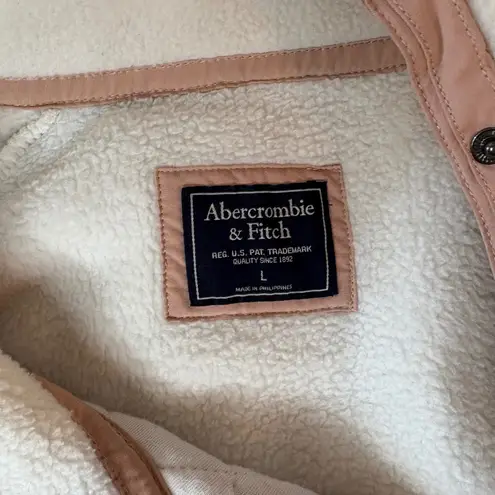 Abercrombie
& Fitch
REG. U.S. PAT. TRADEMARK
QUALITY SINCE 1892
L
MADE IN PHILIPPINES